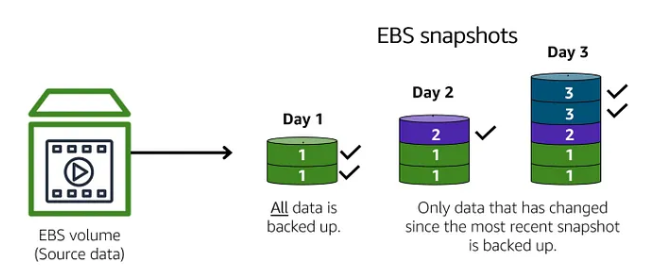 EBS snapshots
Day 1
Day 2
Day 3
1
1
2
1
1
3
3
2
1
1
EBS volume
(Source data)
All data is
backed up.
Only data that has changed
since the most recent snapshot
is backed up.